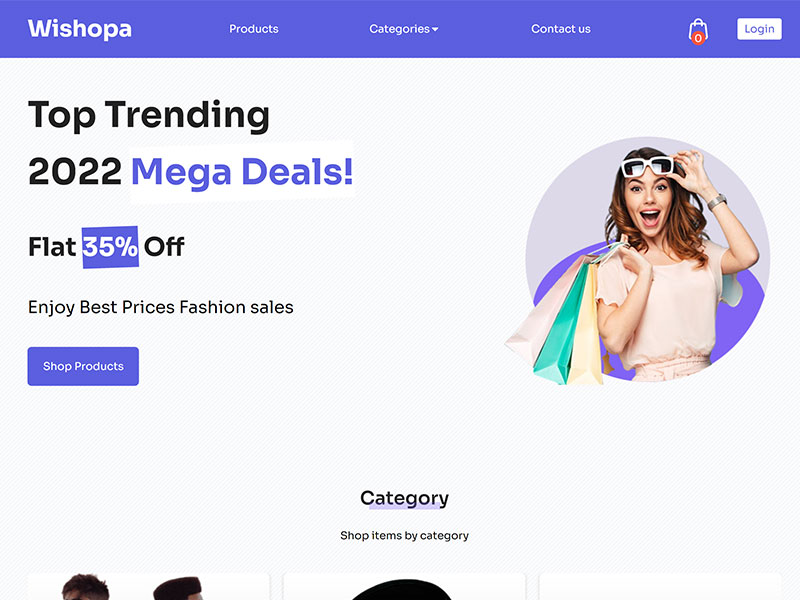 Wishopa
Products
Categories
Contact us
0
Login
Top Trending
2022 Mega Deals!
Flat 35% Off
Enjoy Best Prices Fashion sales
Shop Products
Category
Shop items by category